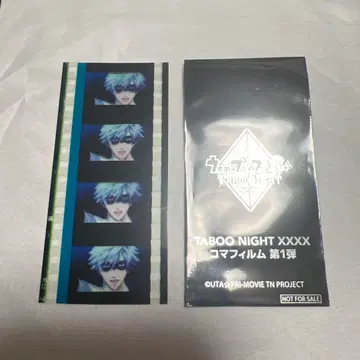 TABOO NIGHT XXXX
コマフィルム 第1弾
©UTA☆PRI-MOVIE TN PROJECT
NOT FOR SALE